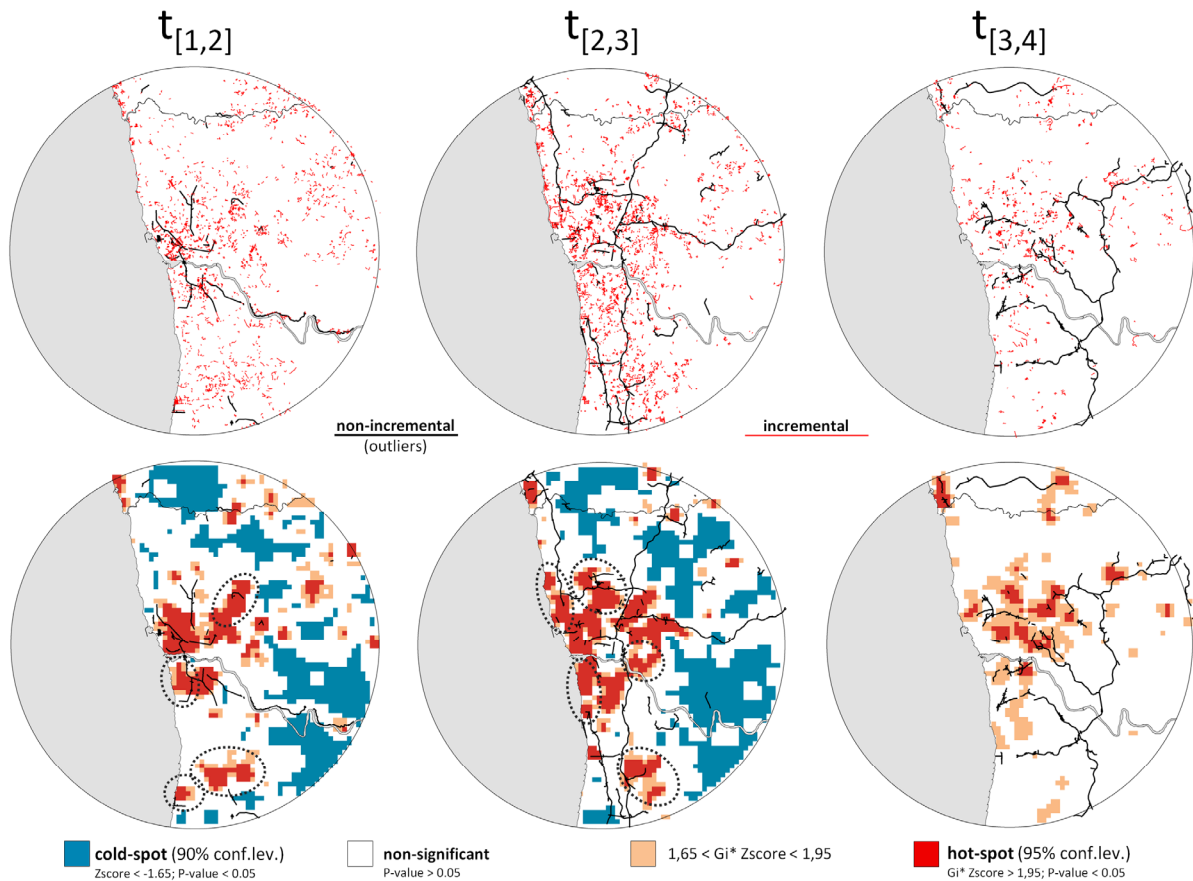 t[1,2]
t[2,3]
t[3,4]
non-incremental
(outliers)
incremental
cold-spot (90% conf.lev.)
Zscore < -1.65; P-value < 0.05
non-significant
P-value > 0.05
1,65 < Gi* Zscore < 1,95
hot-spot (95% conf.lev.)
Gi* Zscore > 1,95; P-value < 0.05